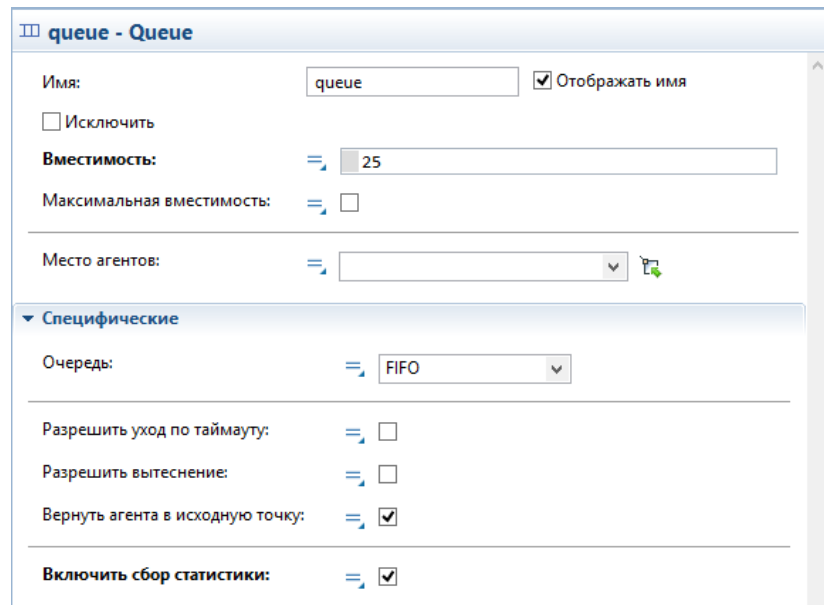 queue - Queue
Имя: queue Отображать имя
Исключить
Вместимость: 25
Максимальная вместимость:
Место агентов:
Специфические
Очередь: FIFO
Разрешить уход по таймауту:
Разрешить вытеснение:
Вернуть агента в исходную точку:
Включить сбор статистики: